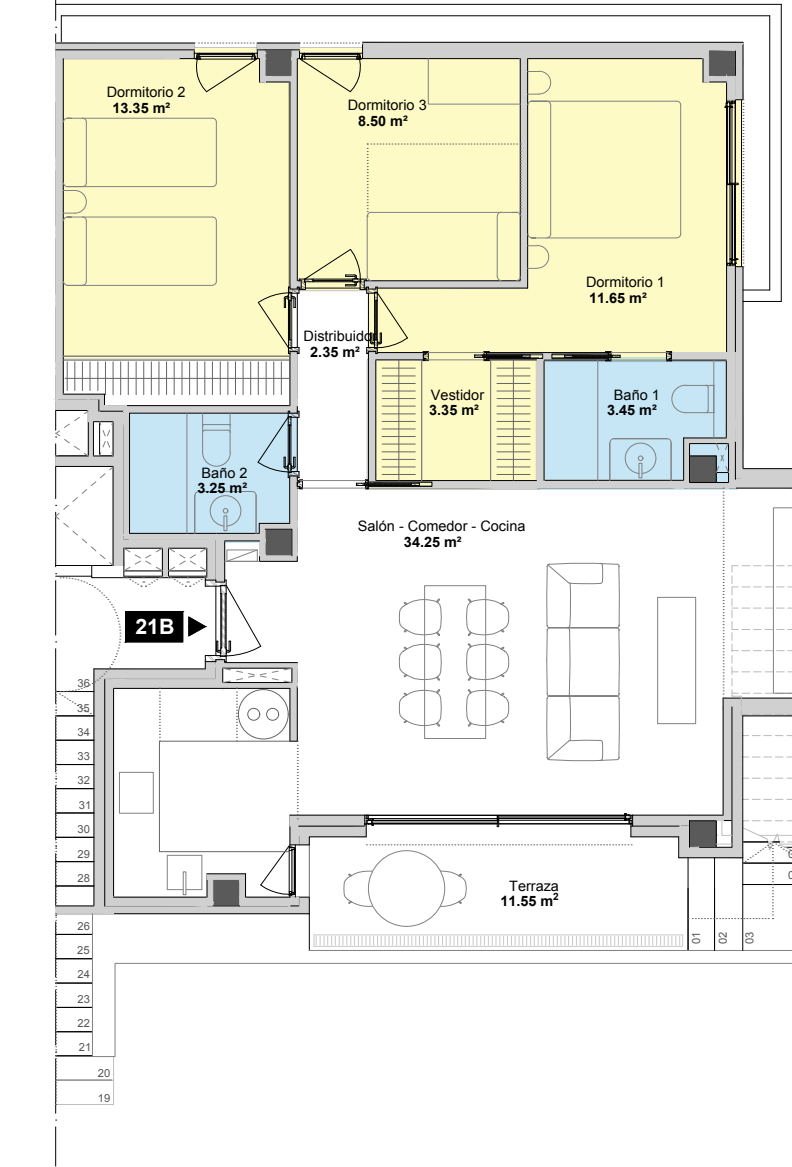 Dormitorio 2
13.35 m²
Dormitorio 3
8.50 m²
Dormitorio 1
11.65 m²
Distribuidor
2.35 m²
Vestidor
3.35 m²
Baño 1
3.45 m²
Baño 2
3.25 m²
Salón - Comedor - Cocina
34.25 m²
21B
36
35
34
33
32
31
30
29
28
26
25
24
23
22
21
20
19
Terraza
11.55 m²
01
02
03